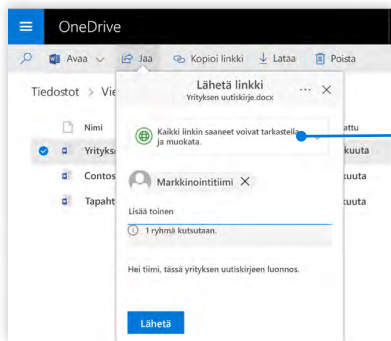 OneDrive
Avaa Jaa Kopioi linkki Lataa Poista
Tiedostot > Vie
Lähetä linkki
Yrityksen uutiskirje.docx
Nimi
Kaikki linkin saaneet voivat tarkastella
ja muokata.
Yrityks
kuuta
Contos
kuuta
Markkinointitiimi
Tapaht
kuuta
Lisää toinen
1 ryhmä kutsutaan.
Hei tiimi, tässä yrityksen uutiskirjeen luonnos.
Lähetä